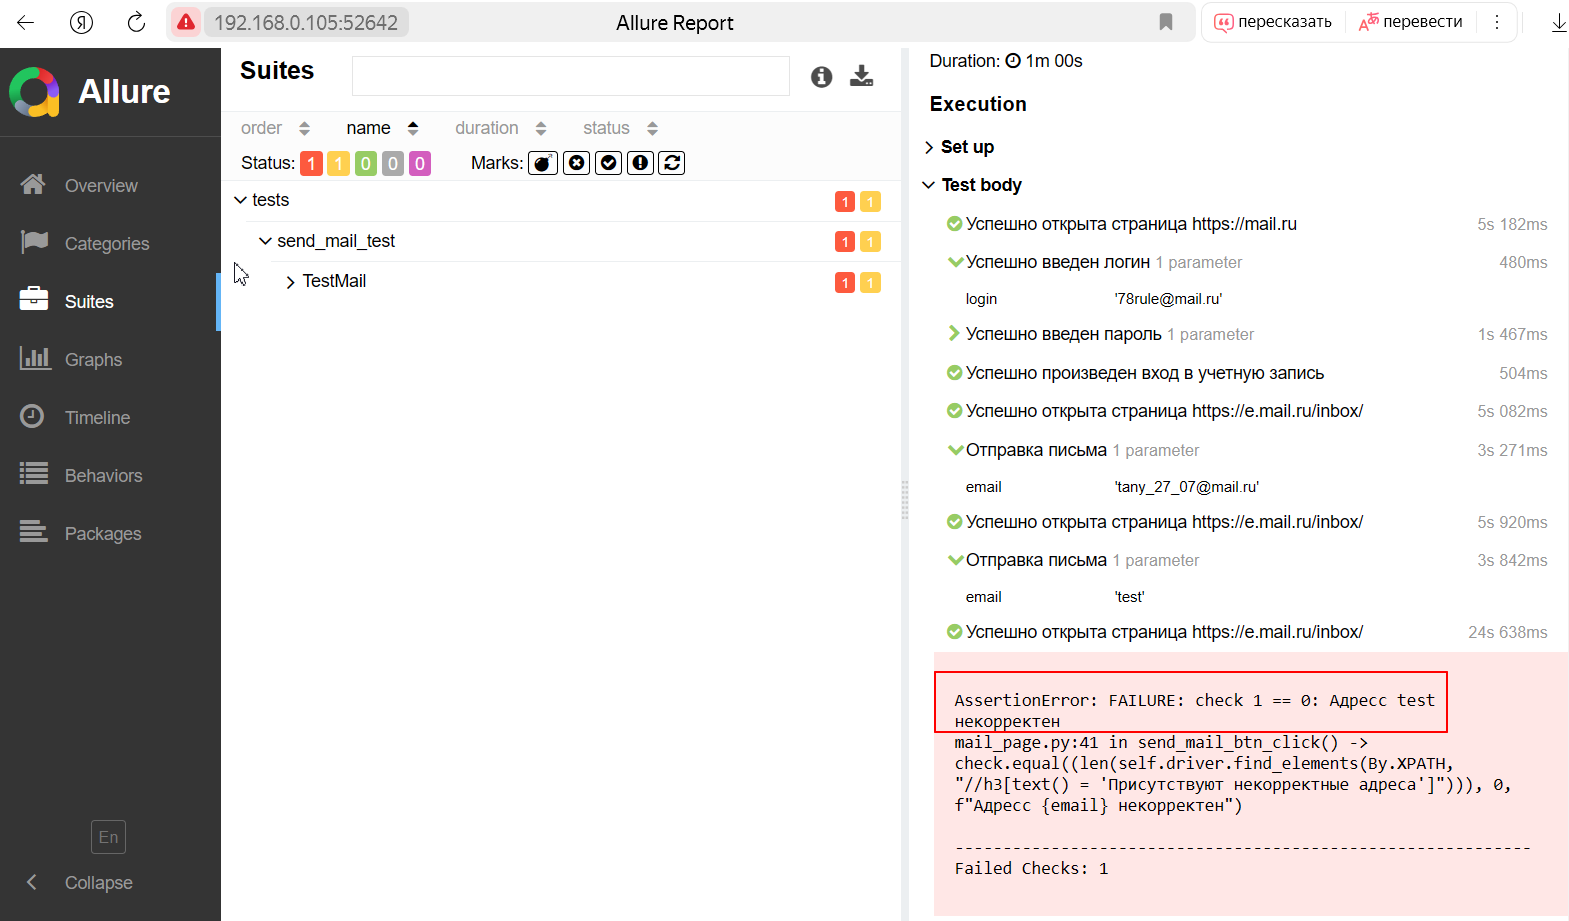 192.168.0.105:52642
Allure Report
пересказать
перевести
Allure
Overview
Categories
Suites
Graphs
Timeline
Behaviors
Packages
En
Collapse
Suites
order name duration status
Status: 1 1 0 0 0 Marks:
tests 1 1
send_mail_test 1 1
TestMail 1 1
Duration: 1m 00s
Execution
Set up
Test body
Успешно открыта страница https://mail.ru 5s 182ms
Успешно введен логин 1 parameter 480ms
login '78rule@mail.ru'
Успешно введен пароль 1 parameter 1s 467ms
Успешно произведен вход в учетную запись 504ms
Успешно открыта страница https://e.mail.ru/inbox/ 5s 082ms
Отправка письма 1 parameter 3s 271ms
email 'tany_27_07@mail.ru'
Успешно открыта страница https://e.mail.ru/inbox/ 5s 920ms
Отправка письма 1 parameter 3s 842ms
email 'test'
Успешно открыта страница https://e.mail.ru/inbox/ 24s 638ms
AssertionError: FAILURE: check 1 == 0: Адресс test
некорректен
mail_page.py:41 in send_mail_btn_click() ->
check.equal((len(self.driver.find_elements(By.XPATH,
"//h3[text() = 'Присутствуют некорректные адреса']"))), 0,
f"Адресс {email} некорректен")
------------------------------------------------------------
Failed Checks: 1